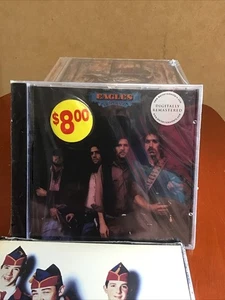 EAGLES
$8.00
DIGITALLY
REMASTERED